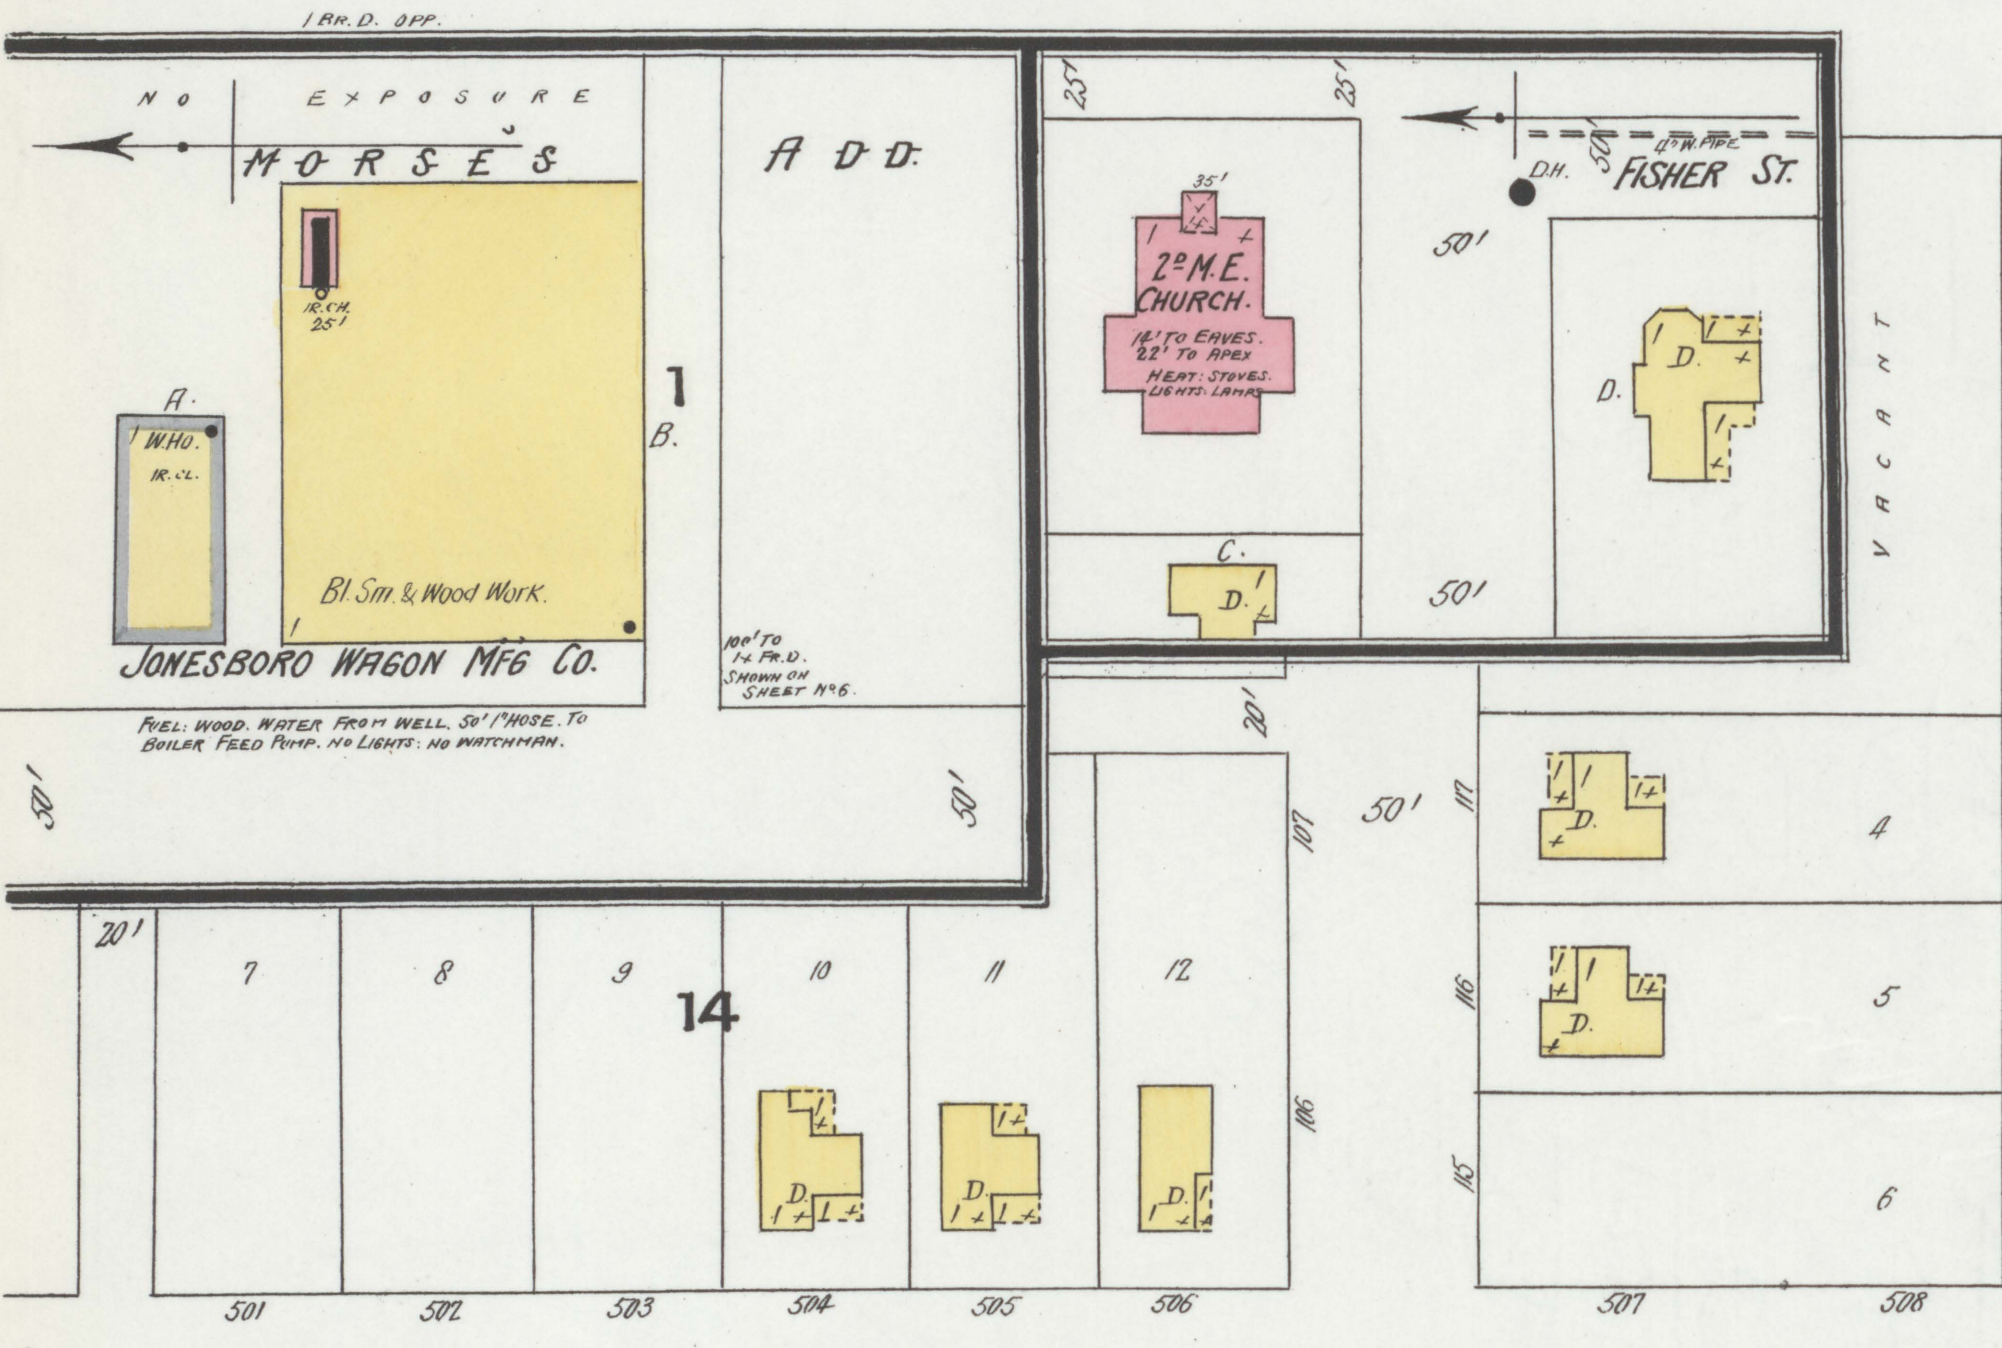 1 BR. D. OPP.
NO EXPOSURE
MORSES
ADD.
IR. CH.
25'
A.
W.HO.
IR. CL.
1
B.
Bl. Sm. & Wood Work.
JONESBORO WAGON MFG CO.
FUEL: WOOD. WATER FROM WELL. 50' 1" HOSE. TO
BOILER FEED PUMP. NO LIGHTS: NO WATCHMAN.
100' TO
1+ FR. D.
SHOWN ON
SHEET No 6.
50'
50'
25'
25'
35'
2D M.E.
CHURCH.
14' TO EAVES.
22' TO APEX
HEAT: STOVES.
LIGHTS: LAMPS
C.
D.
50'
4" W. PIPE
D.H.
FISHER ST.
50'
D.
D.
50'
VACANT
20'
50'
107
106
117
116
115
D.
4
D.
5
6
20'
7
8
9
10
11
12
14
D.
D.
D.
501
502
503
504
505
506
507
508